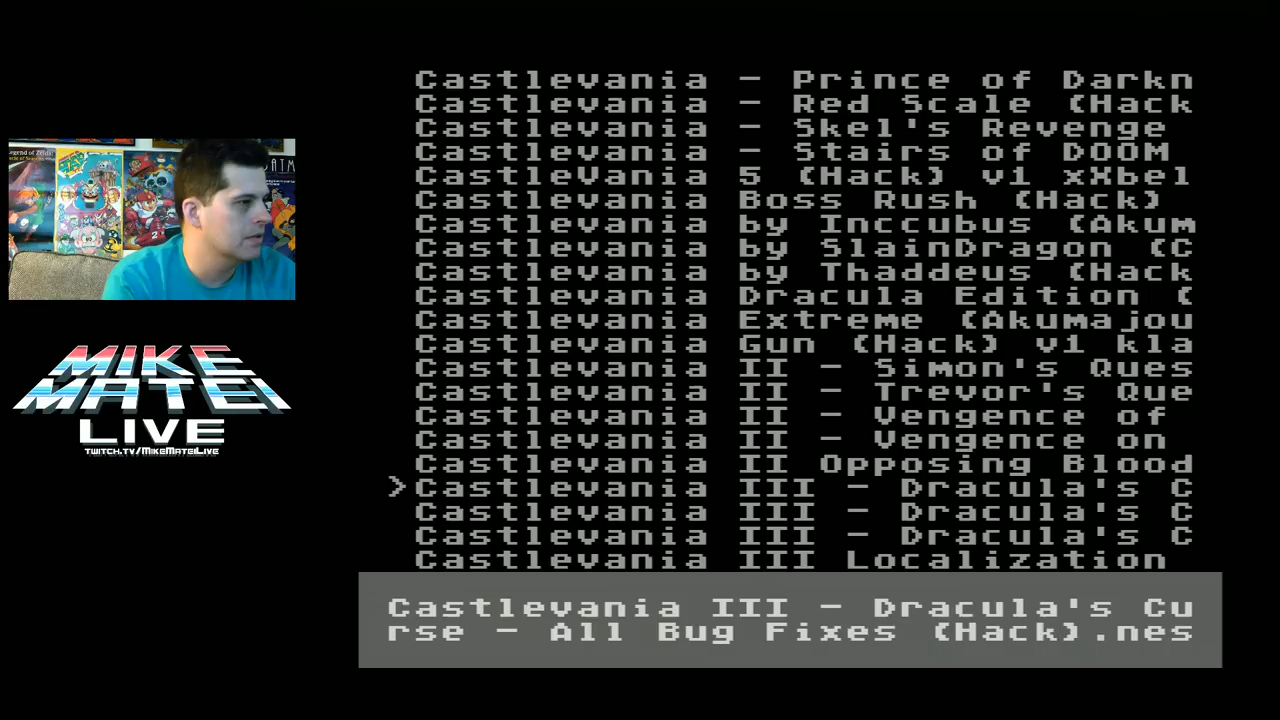 Castlevania - Prince of Darkn
Castlevania - Red Scale (Hack
Castlevania - Skel's Revenge
Castlevania - Stairs of DOOM
Castlevania 5 (Hack) v1 xXbel
Castlevania Boss Rush (Hack)
Castlevania by Inccubus (Akum
Castlevania by SlainDragon (C
Castlevania by Thaddeus (Hack
Castlevania Dracula Edition (
Castlevania Extreme (Akumajou
Castlevania Gun (Hack) v1 kla
Castlevania II - Simon's Ques
Castlevania II - Trevor's Que
Castlevania II - Vengence of
Castlevania II - Vengence on
Castlevania II Opposing Blood
>Castlevania III - Dracula's C
Castlevania III - Dracula's C
Castlevania III - Dracula's C
Castlevania III Localization
Castlevania III - Dracula's Cu
rse - All Bug Fixes (Hack).nes
MIKE
MATEI
LIVE
TWITCH.TV/MIKEMATEILIVE